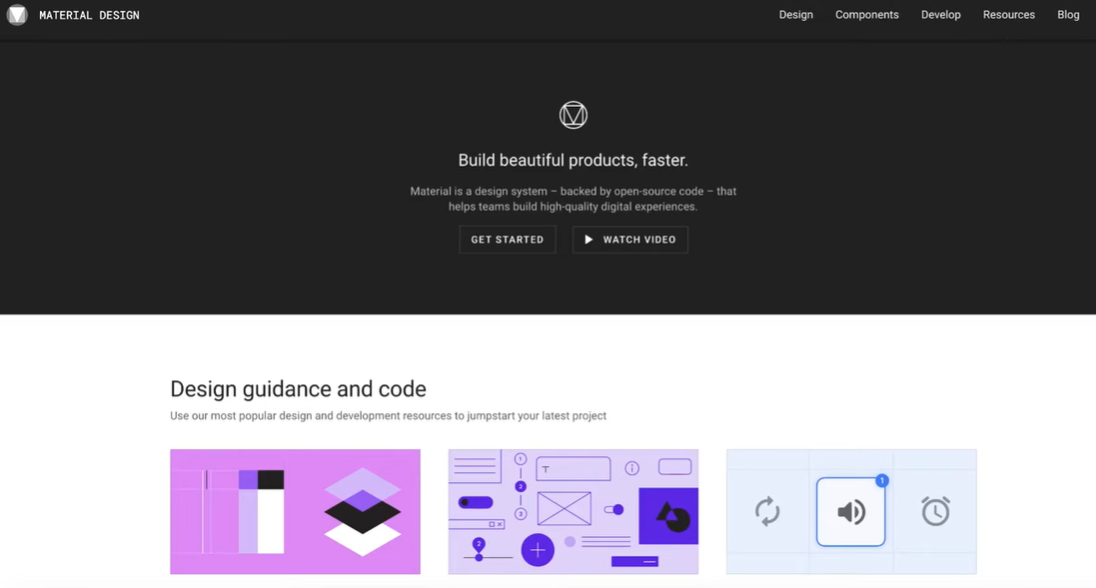 MATERIAL DESIGN
Design Components Develop Resources Blog
Build beautiful products, faster.
Material is a design system – backed by open-source code – that
helps teams build high-quality digital experiences.
GET STARTED
WATCH VIDEO
Design guidance and code
Use our most popular design and development resources to jumpstart your latest project
1
2
3
T
2
1